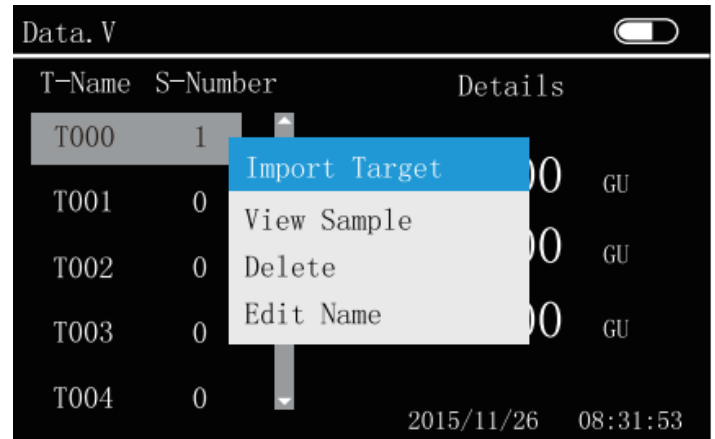 Data.V
T-Name S-Number Details
T000 1
Import Target
T001 0 GU
View Sample
T002 0 GU
Delete
Edit Name
T003 0 GU
T004 0
2015/11/26 08:31:53